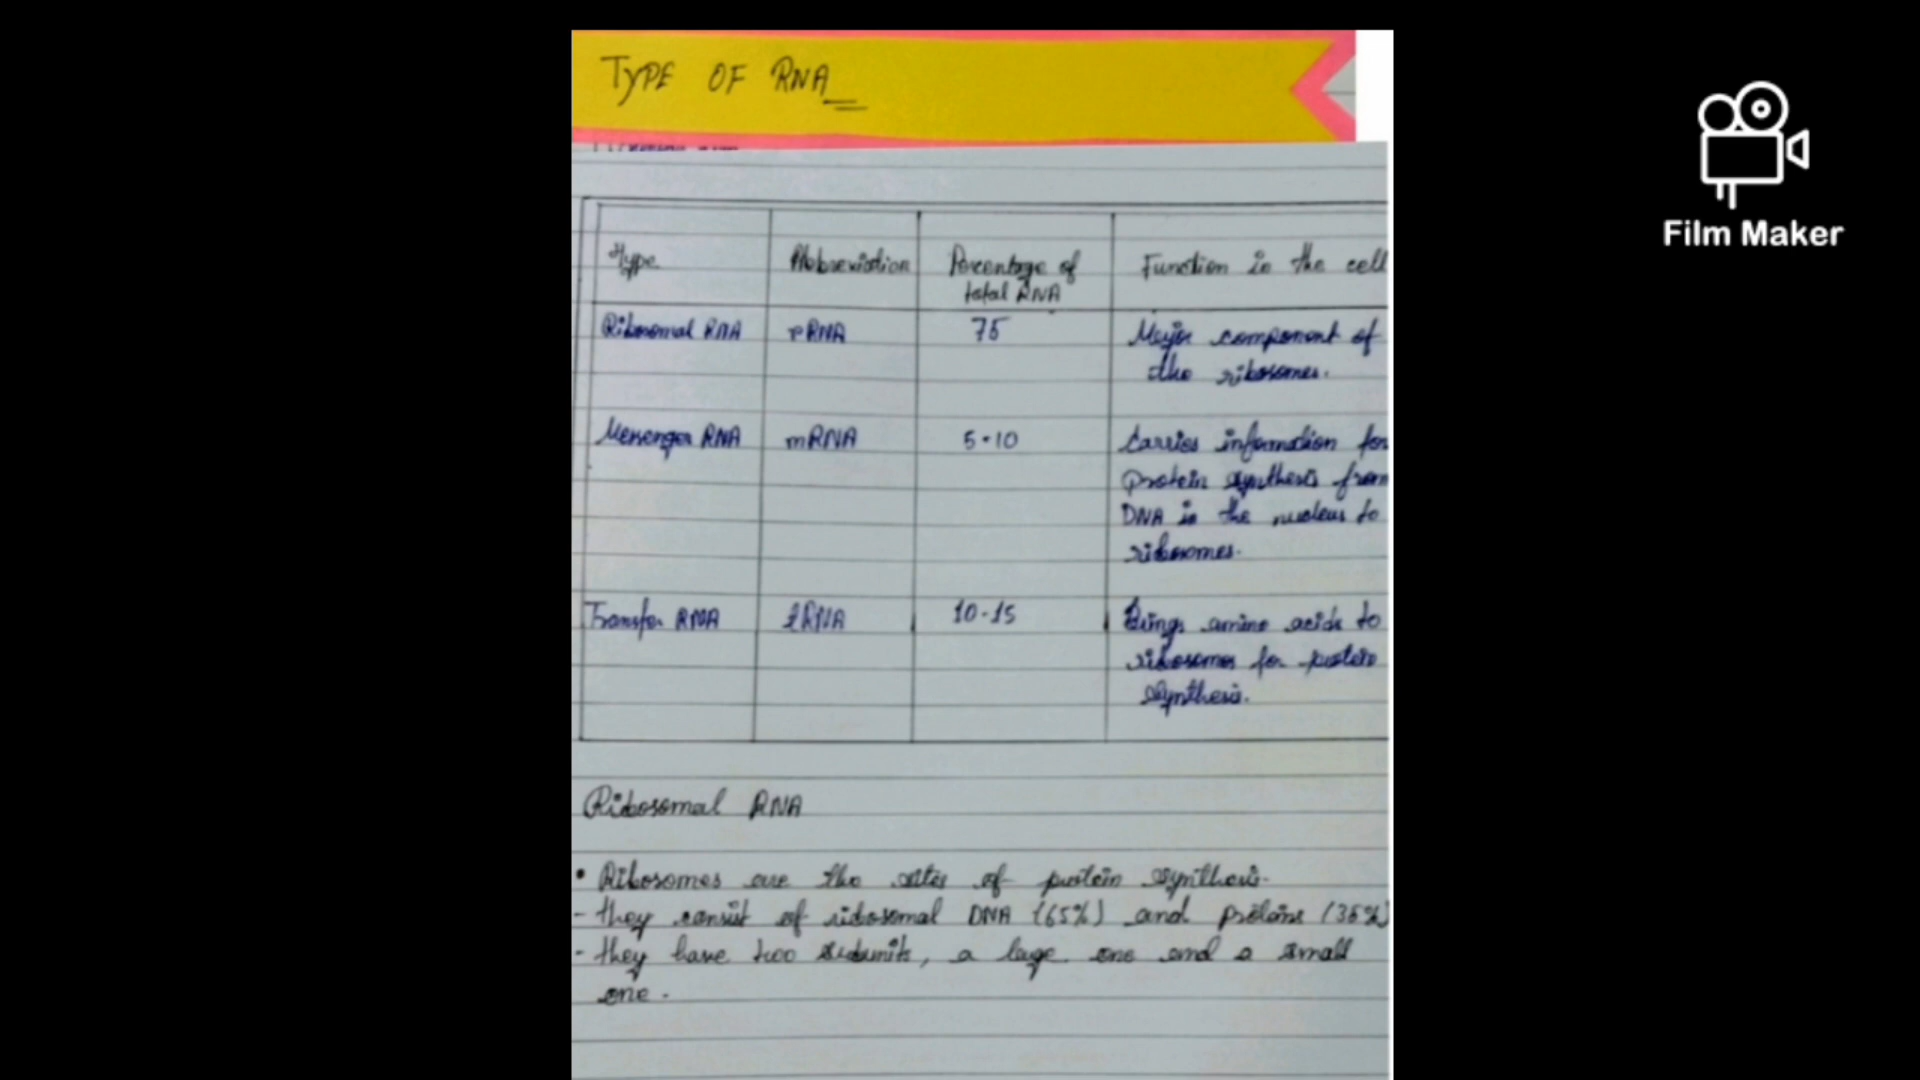 TYPE OF RNA
Type
Abbreviation
Percentage of
total RNA
Function in the cell
Ribosomal RNA
rRNA
75
Major component of
the ribosomes.
Messenger RNA
mRNA
5-10
Carries information for
protein synthesis from
DNA in the nucleus to
ribosomes.
Transfer RNA
tRNA
10-15
Brings amino acids to
ribosomes for protein
synthesis.
Ribosomal RNA
• Ribosomes are the sites of protein synthesis.
- they consist of ribosomal DNA (65%) and proteins (35%)
- they have two subunits, a large one and a small
one.
Film Maker